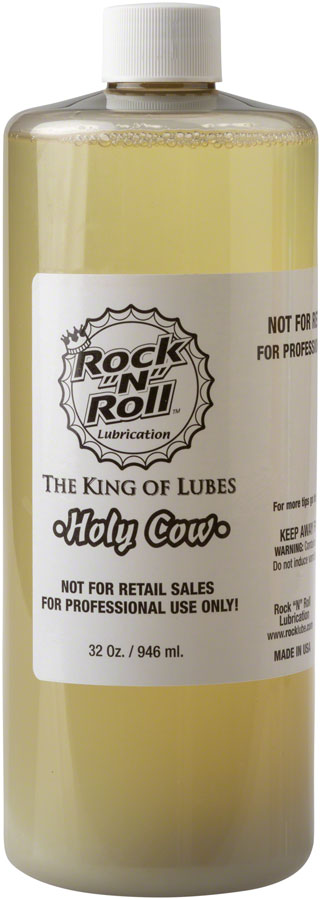 Rock
"N"
Roll
TM
Lubrication
THE KING OF LUBES
•Holy Cow•
NOT FOR RETAIL SALES
FOR PROFESSIONAL USE ONLY!
32 Oz. / 946 ml.
NOT FOR
FOR PROFESSION
For more tips go
KEEP AWAY
WARNING:
Do not induce
Rock "N" Roll
Lubrication
www.rocklube.com
MADE IN USA